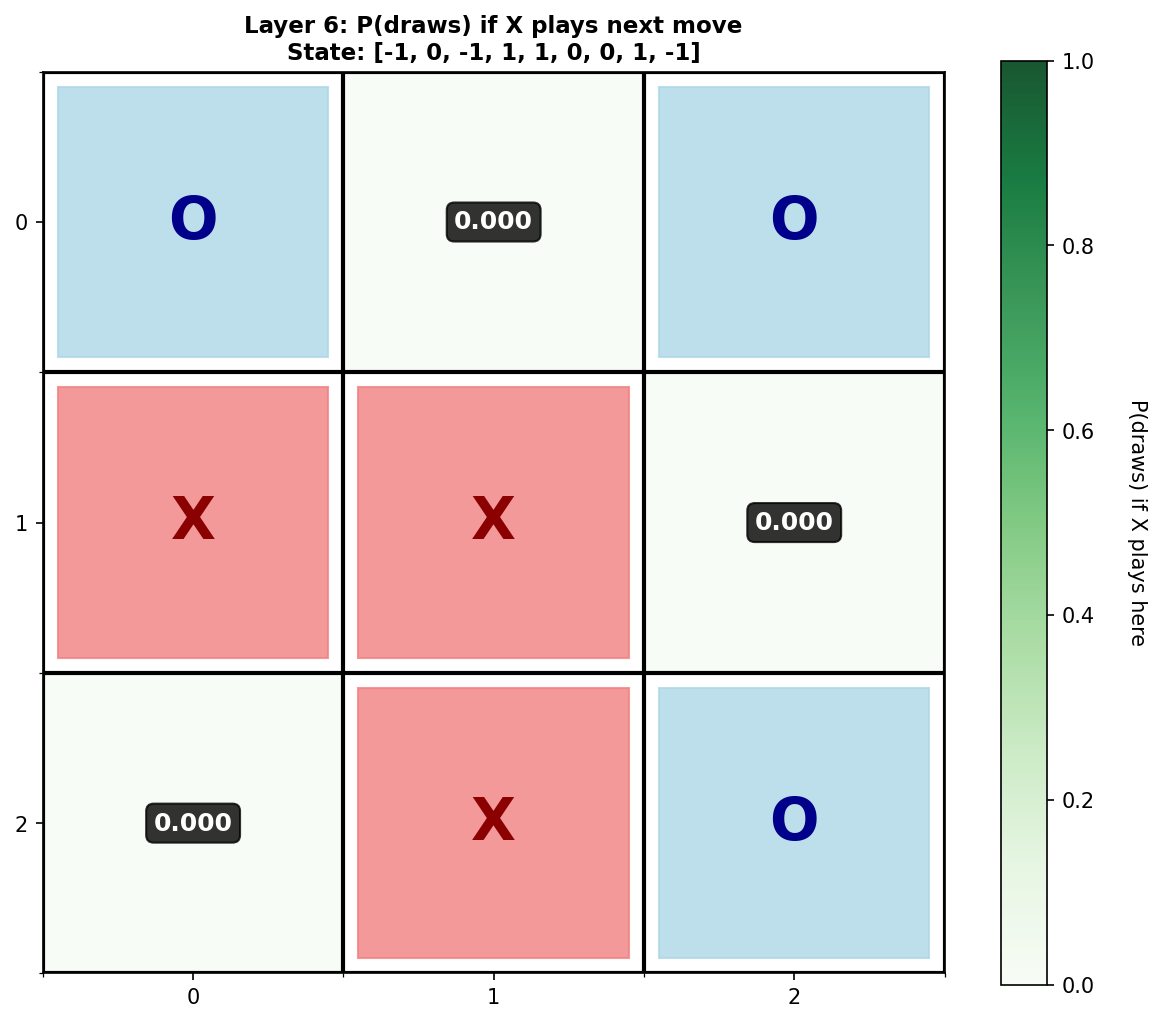 Layer 6: P(draws) if X plays next move
State: [-1, 0, -1, 1, 1, 0, 0, 1, -1]
0
O
0.000
O
1
X
X
0.000
2
0.000
X
O
0
1
2
1.0
0.8
0.6
0.4
0.2
0.0
P(draws) if X plays here